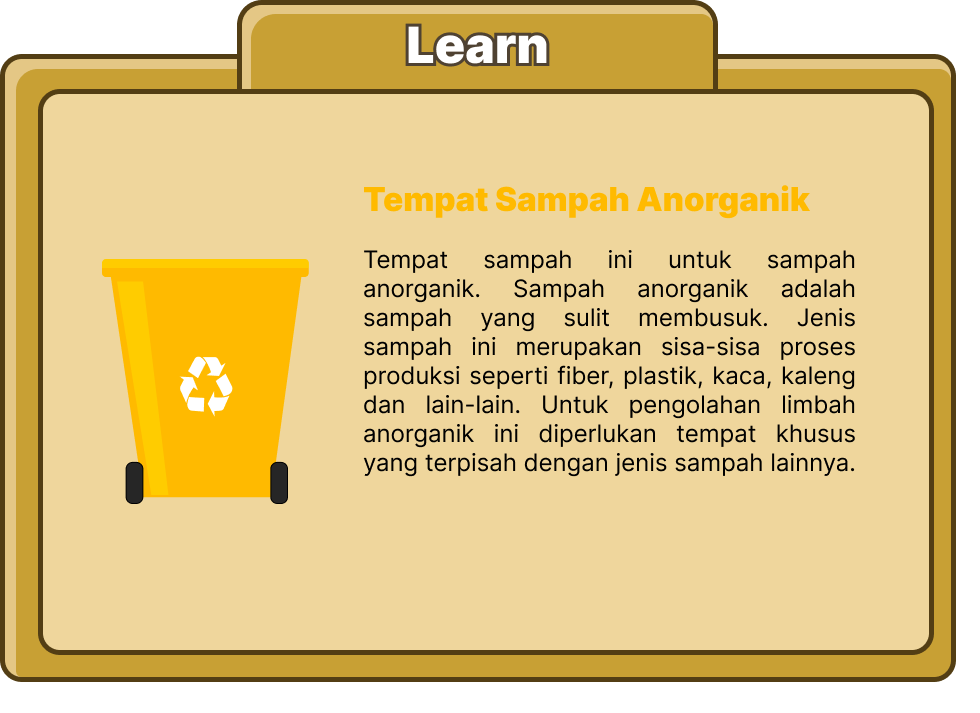 Learn
Tempat Sampah Anorganik
Tempat sampah ini untuk sampah
anorganik. Sampah anorganik adalah
sampah yang sulit membusuk. Jenis
sampah ini merupakan sisa-sisa proses
produksi seperti fiber, plastik, kaca, kaleng
dan lain-lain. Untuk pengolahan limbah
anorganik ini diperlukan tempat khusus
yang terpisah dengan jenis sampah lainnya.